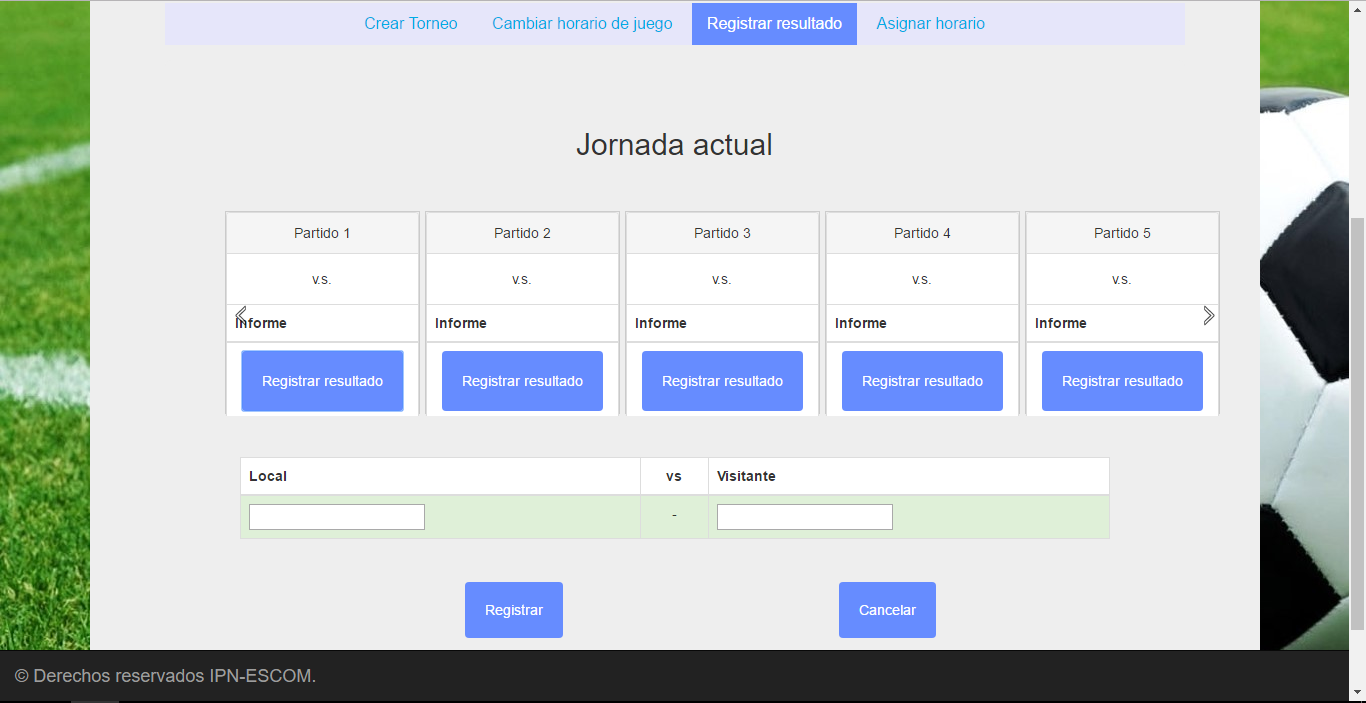 Crear Torneo Cambiar horario de juego Registrar resultado Asignar horario
Jornada actual
Partido 1 Partido 2 Partido 3 Partido 4 Partido 5
v.s. v.s. v.s. v.s. v.s.
Informe Informe Informe Informe Informe
Registrar resultado Registrar resultado Registrar resultado Registrar resultado Registrar resultado
Local vs Visitante
-
Registrar Cancelar
© Derechos reservados IPN-ESCOM.